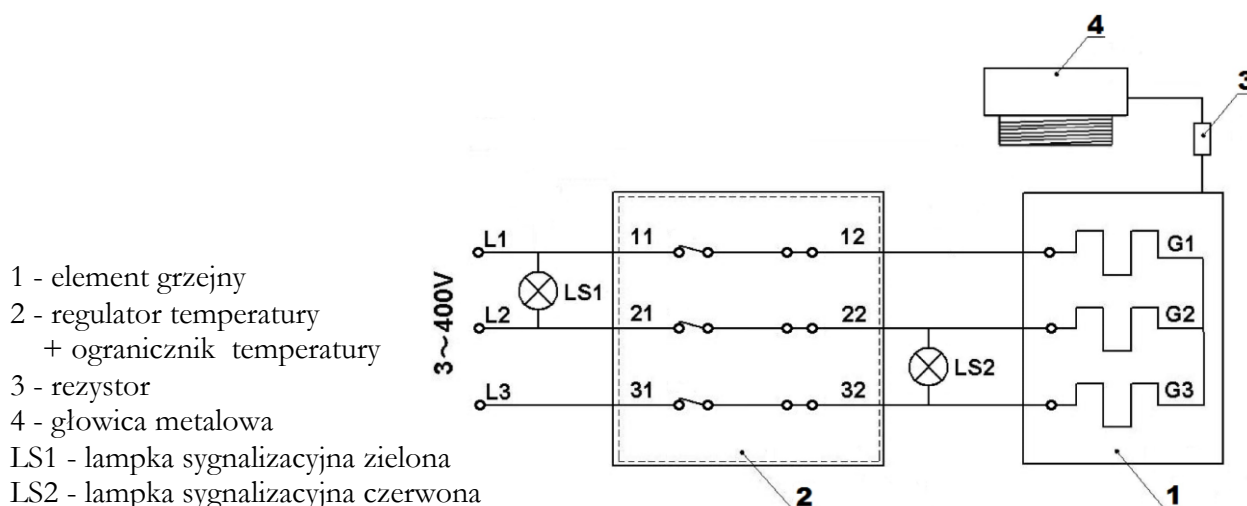 4
3
L1 11 12 G1
LS1
L2 21 22 G2
3~400V
LS2
L3 31 32 G3
2
1
1 - element grzejny
2 - regulator temperatury
+ ogranicznik temperatury
3 - rezystor
4 - głowica metalowa
LS1 - lampka sygnalizacyjna zielona
LS2 - lampka sygnalizacyjna czerwona